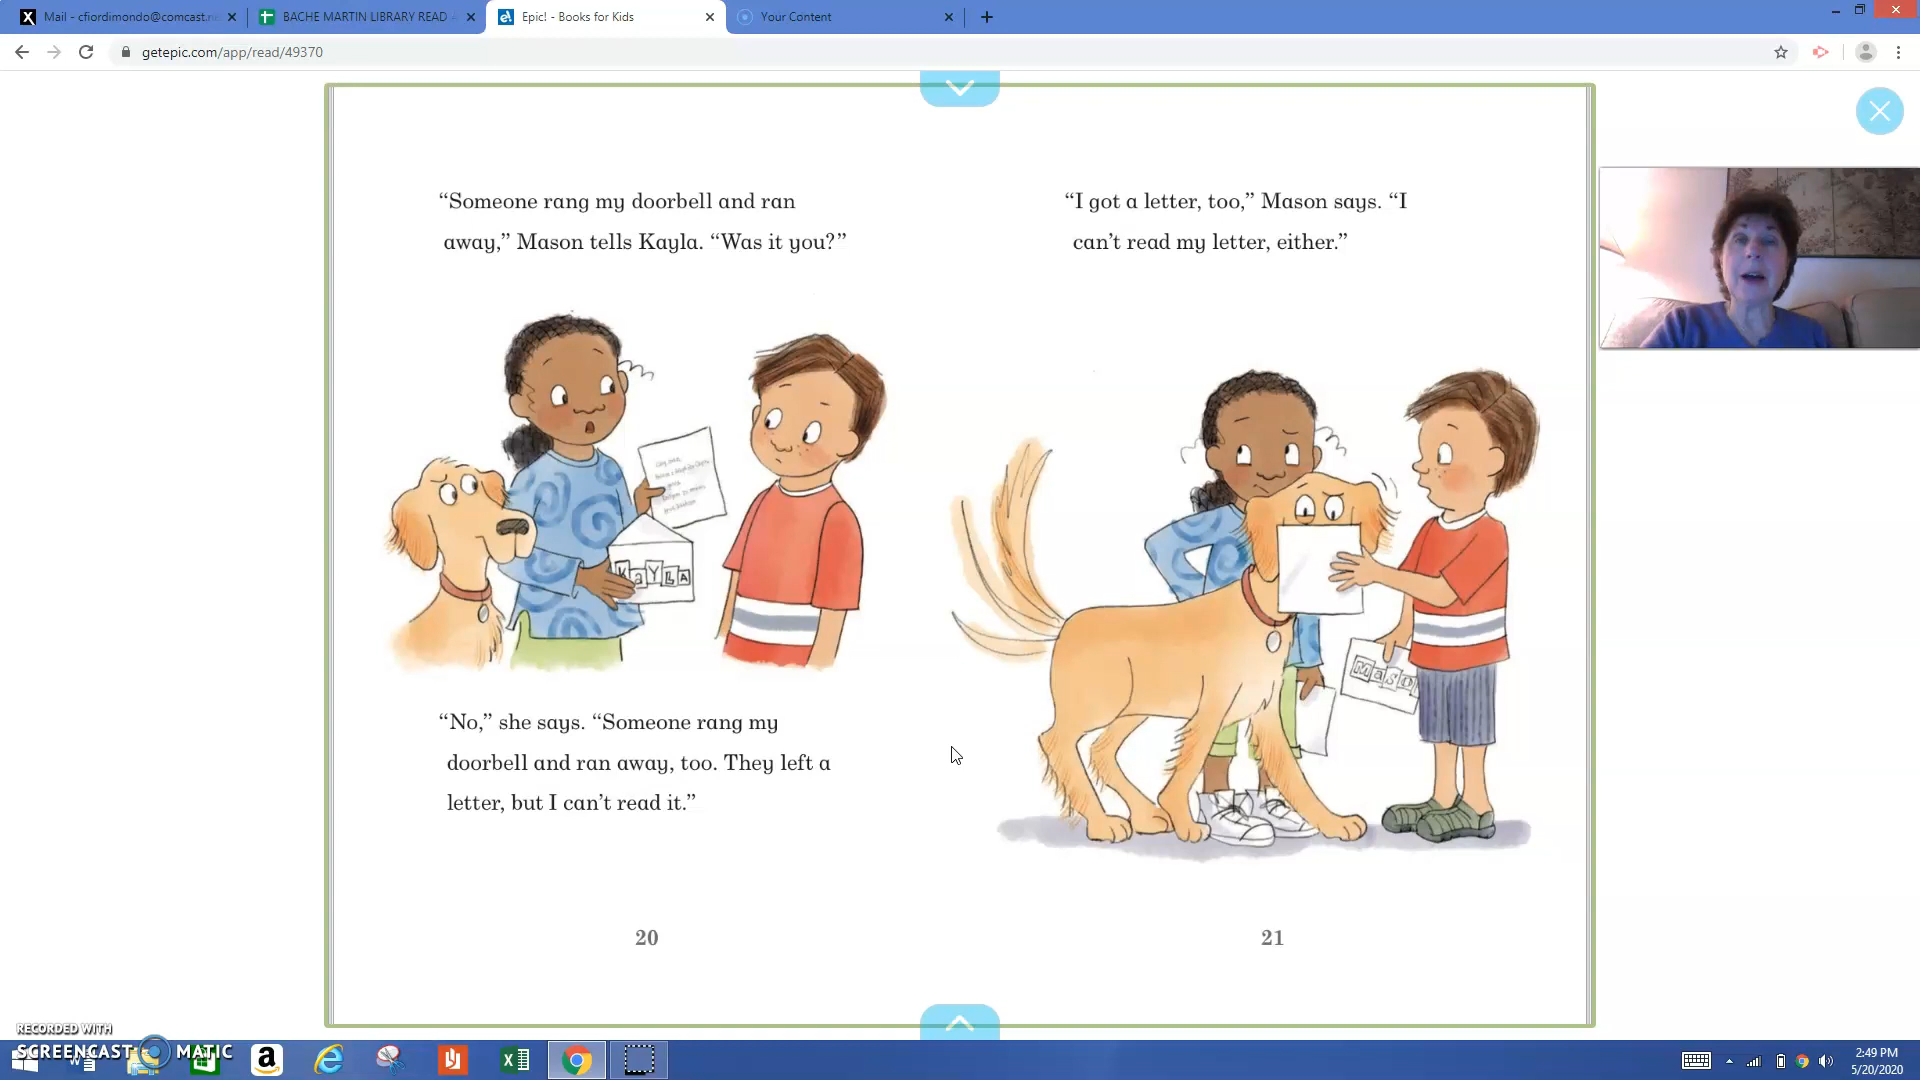 Mail - cfiordimondo@comcast.ne
BACHE MARTIN LIBRARY READ
Epic! - Books for Kids
Your Content
getepic.com/app/read/49370
“Someone rang my doorbell and ran
away,” Mason tells Kayla. “Was it you?”
KaYLA
“No,” she says. “Someone rang my
doorbell and ran away, too. They left a
letter, but I can’t read it.”
20
“I got a letter, too,” Mason says. “I
can’t read my letter, either.”
MaSO
21
RECORDED WITH
SCREENCAST MATIC
2:49 PM
5/20/2020